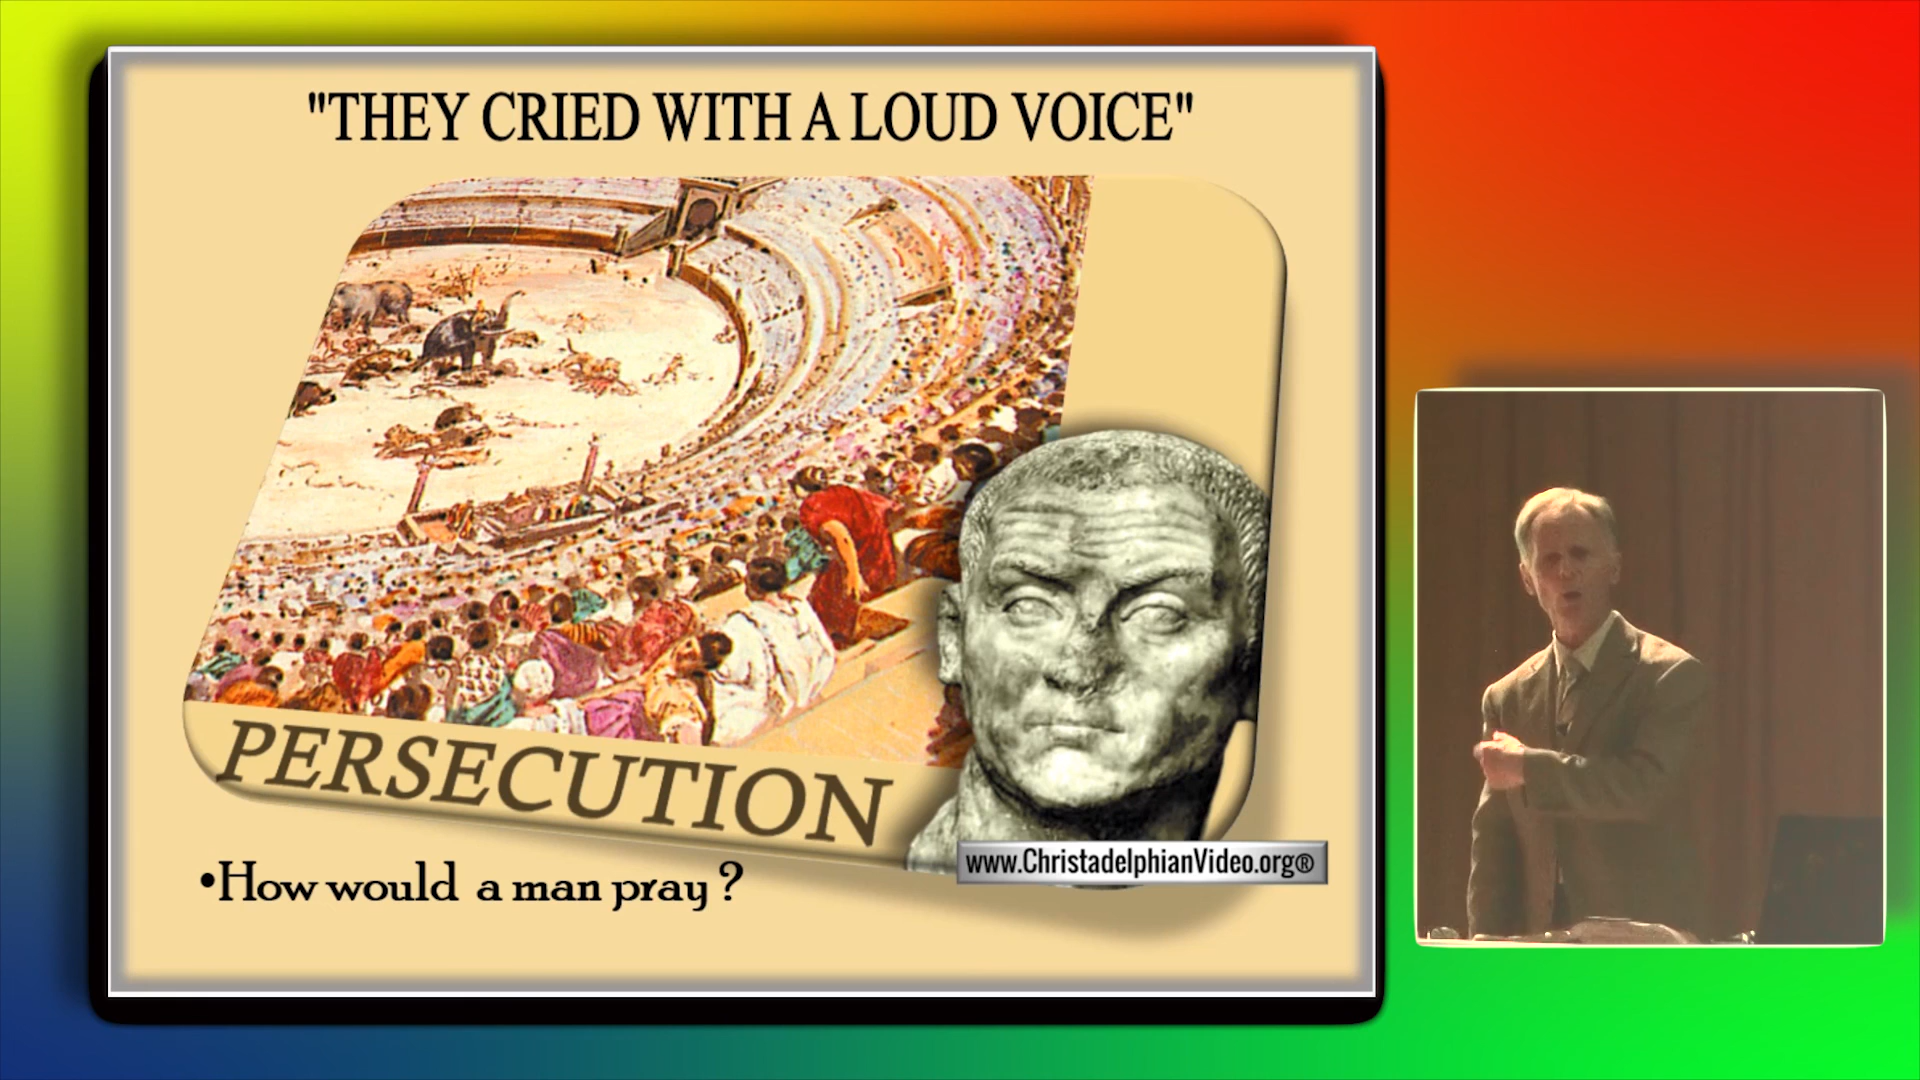 "THEY CRIED WITH A LOUD VOICE"
PERSECUTION
www.ChristadelphianVideo.org®
•How would a man pray ?